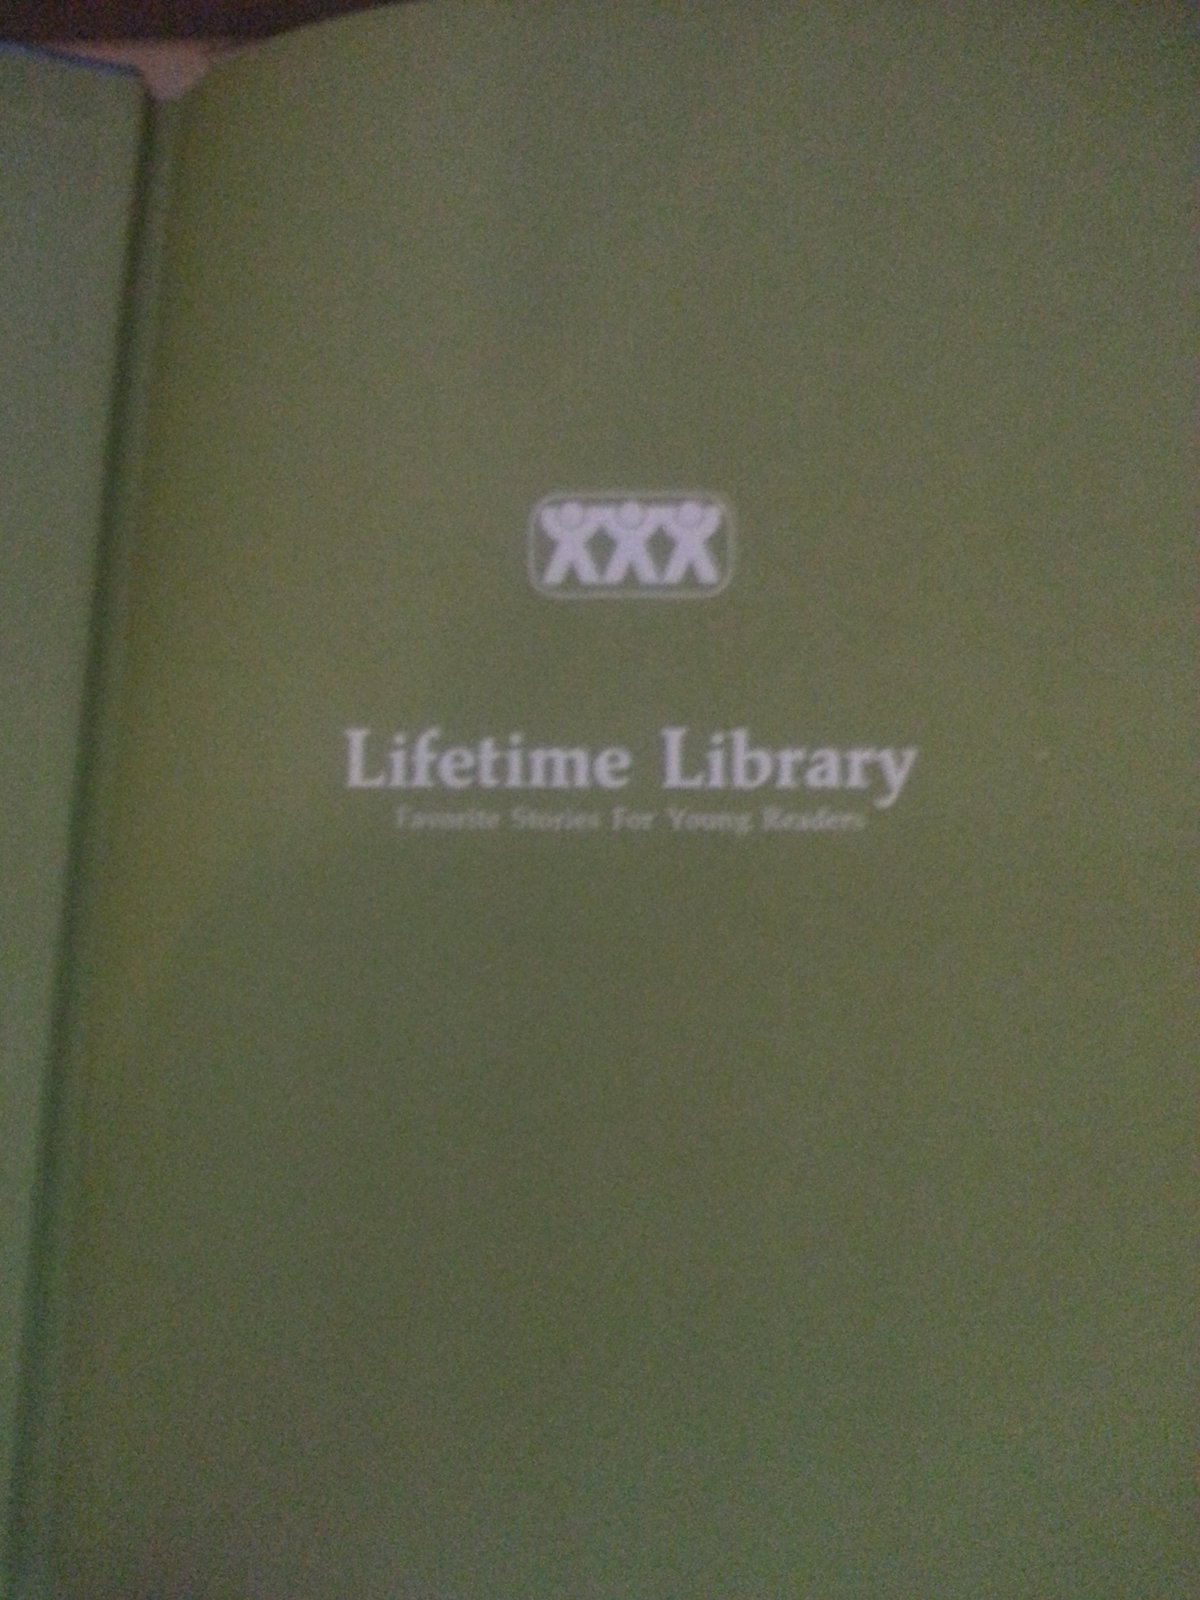 Lifetime Library
Favorite Stories For Young Readers